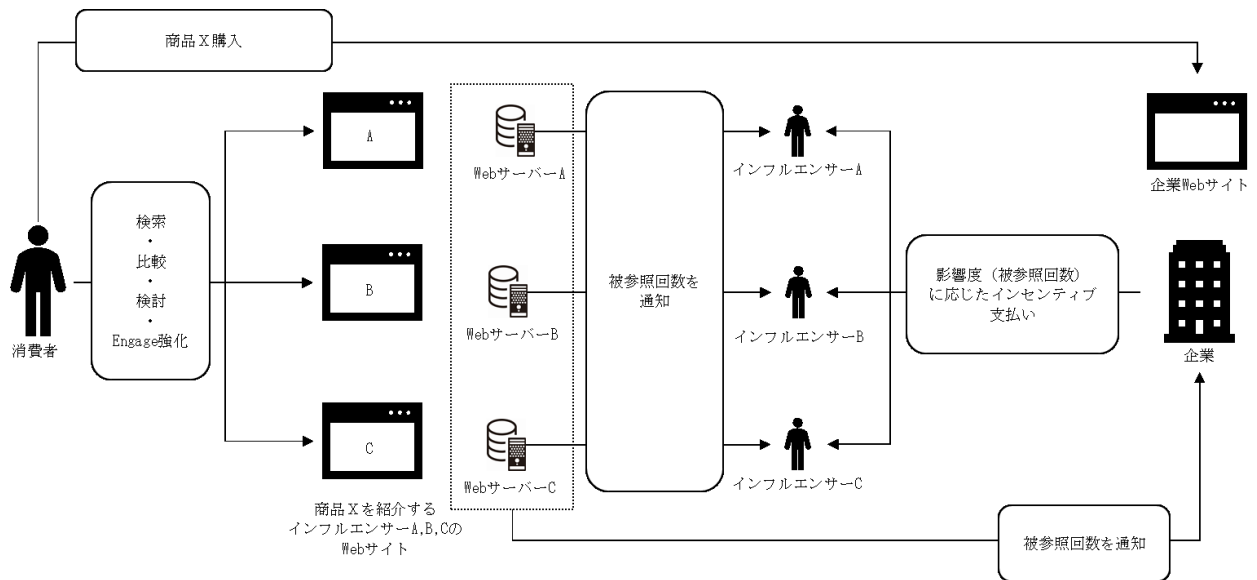 商品X購入
A
WebサーバーA
インフルエンサーA
企業Webサイト
検索
・
比較
・
検討
・
Engage強化
消費者
B
WebサーバーB
被参照回数を
通知
インフルエンサーB
影響度（被参照回数）
に応じたインセンティブ
支払い
企業
C
WebサーバーC
インフルエンサーC
商品Xを紹介する
インフルエンサーA,B,Cの
Webサイト
被参照回数を通知